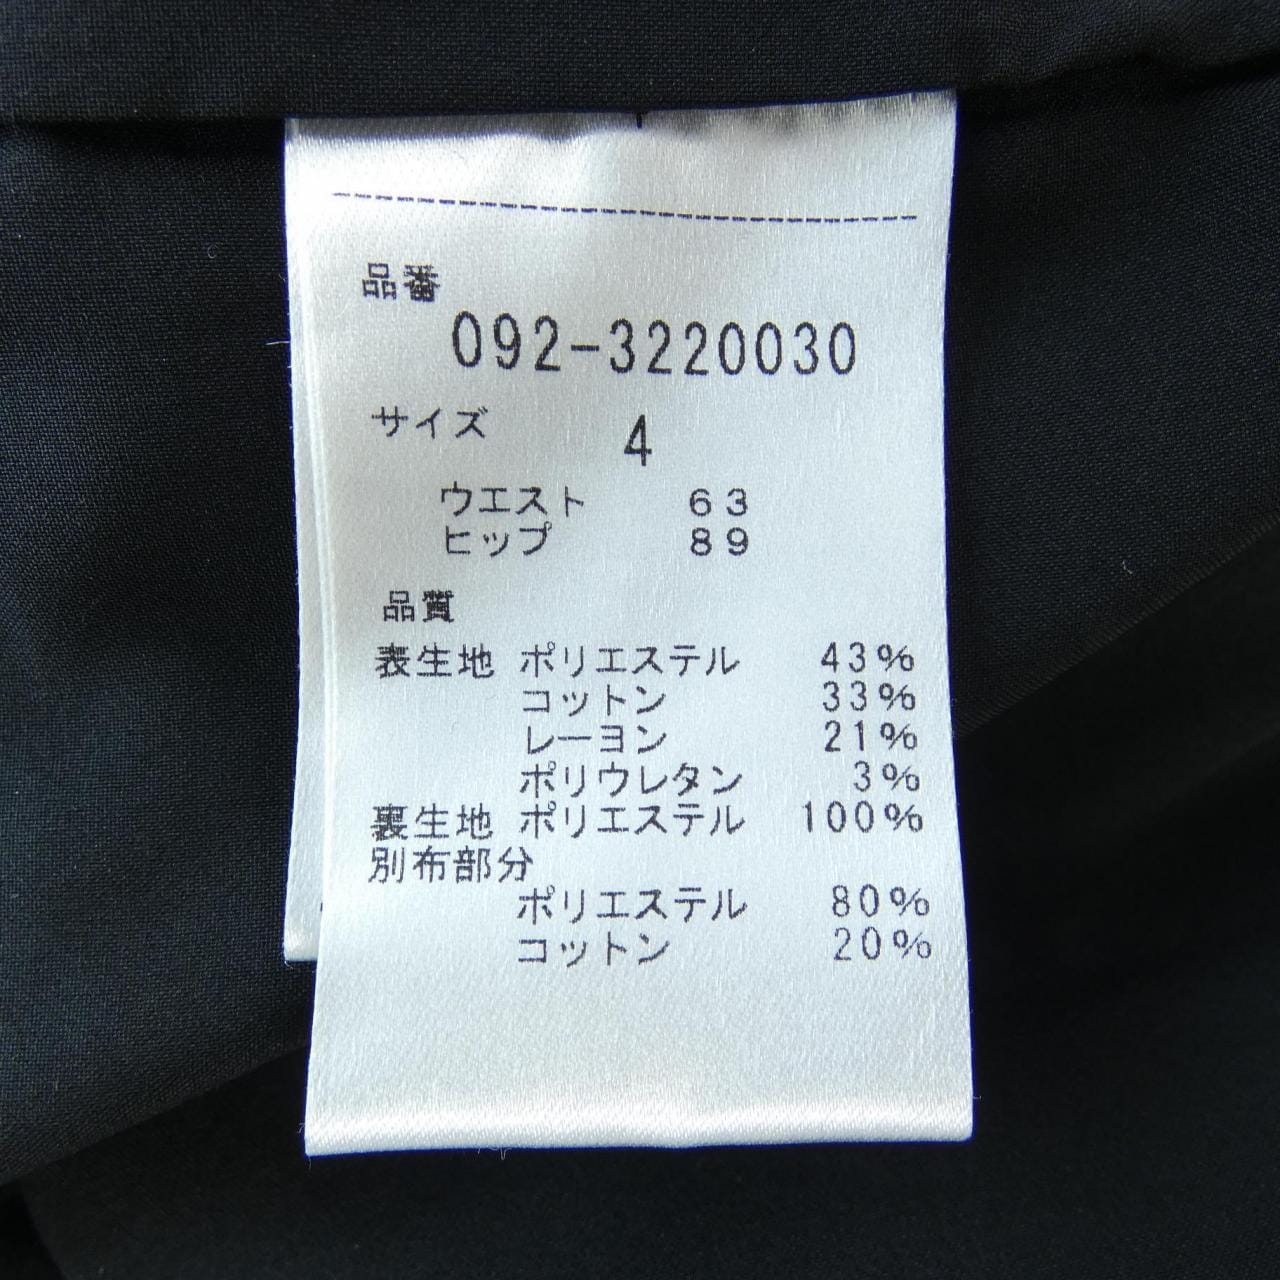 品番
092-3220030
サイズ 4
ウエスト 63
ヒップ 89
品質
表生地 ポリエステル 43%
コットン 33%
レーヨン 21%
ポリウレタン 3%
裏生地 ポリエステル 100%
別布部分
ポリエステル 80%
コットン 20%